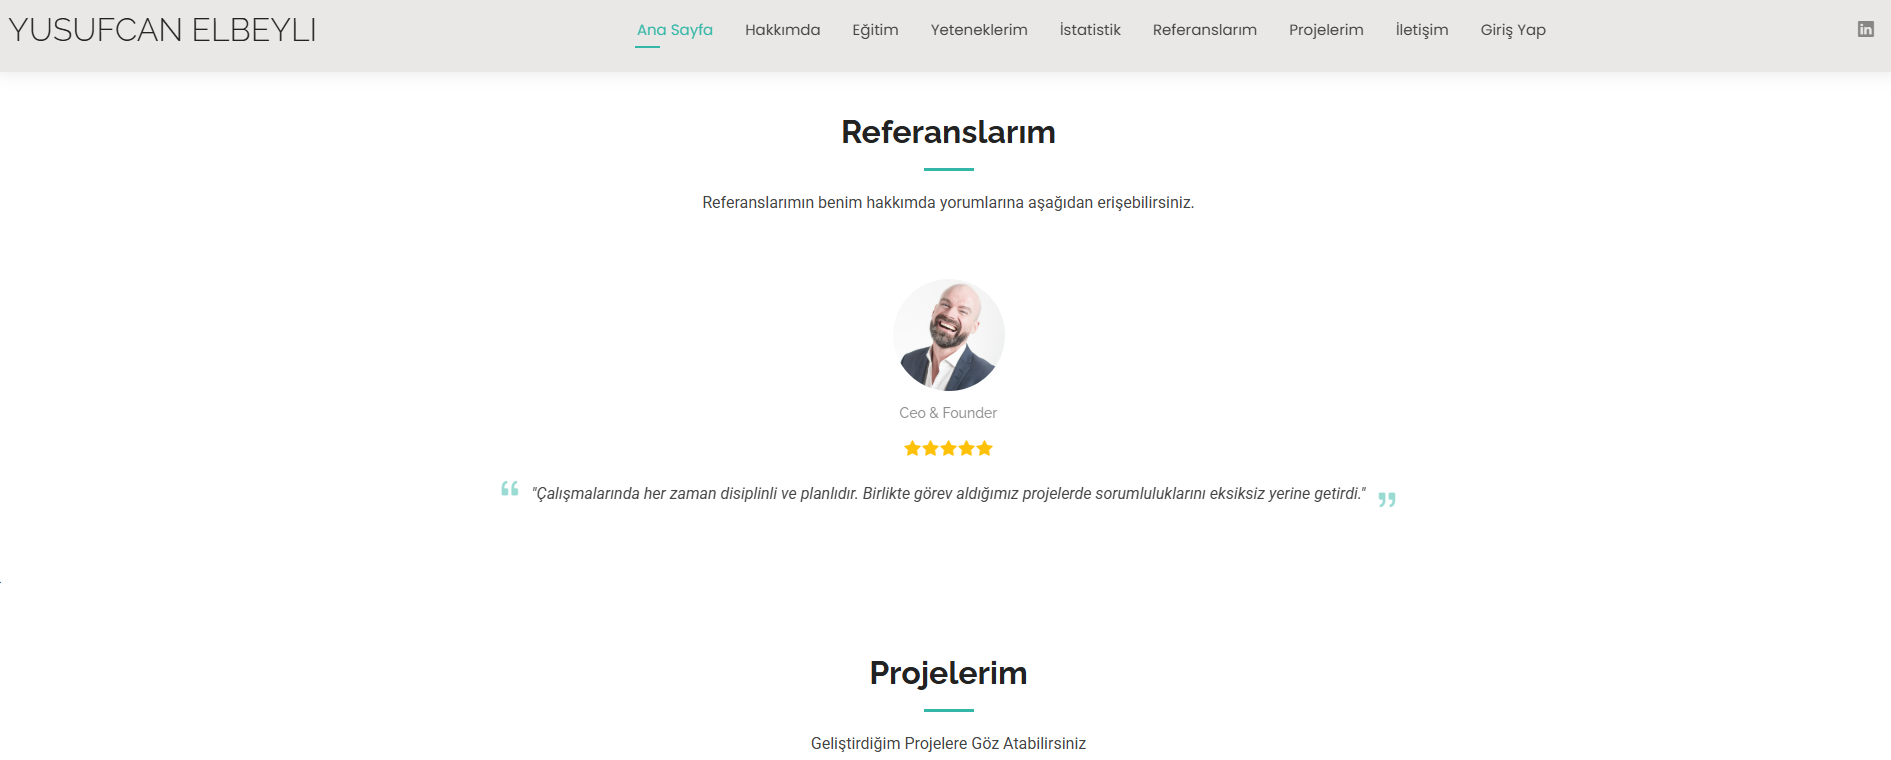 YUSUFCAN ELBEYLI
Ana Sayfa Hakkımda Eğitim Yeteneklerim İstatistik Referanslarım Projelerim İletişim Giriş Yap
in
Referanslarım
Referanslarımın benim hakkımda yorumlarına aşağıdan erişebilirsiniz.
Ceo & Founder
"Çalışmalarında her zaman disiplinli ve planlıdır. Birlikte görev aldığımız projelerde sorumluluklarını eksiksiz yerine getirdi."
Projelerim
Geliştirdiğim Projelere Göz Atabilirsiniz